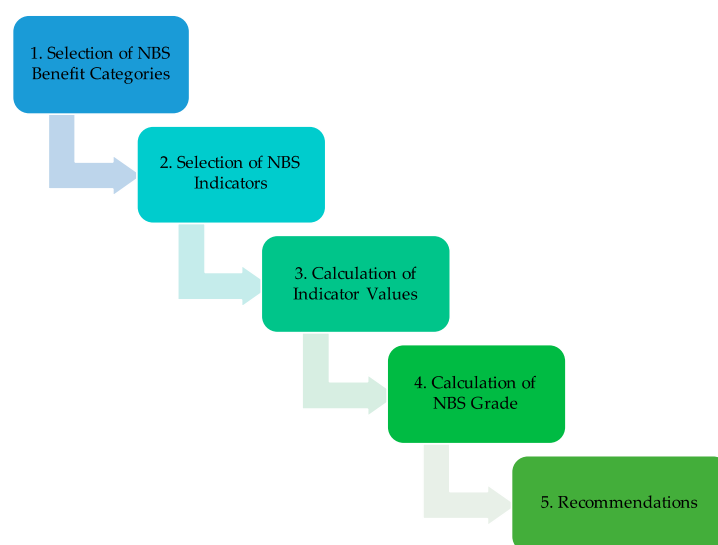 1. Selection of NBS
Benefit Categories
2. Selection of NBS
Indicators
3. Calculation of
Indicator Values
4. Calculation of
NBS Grade
5. Recommendations